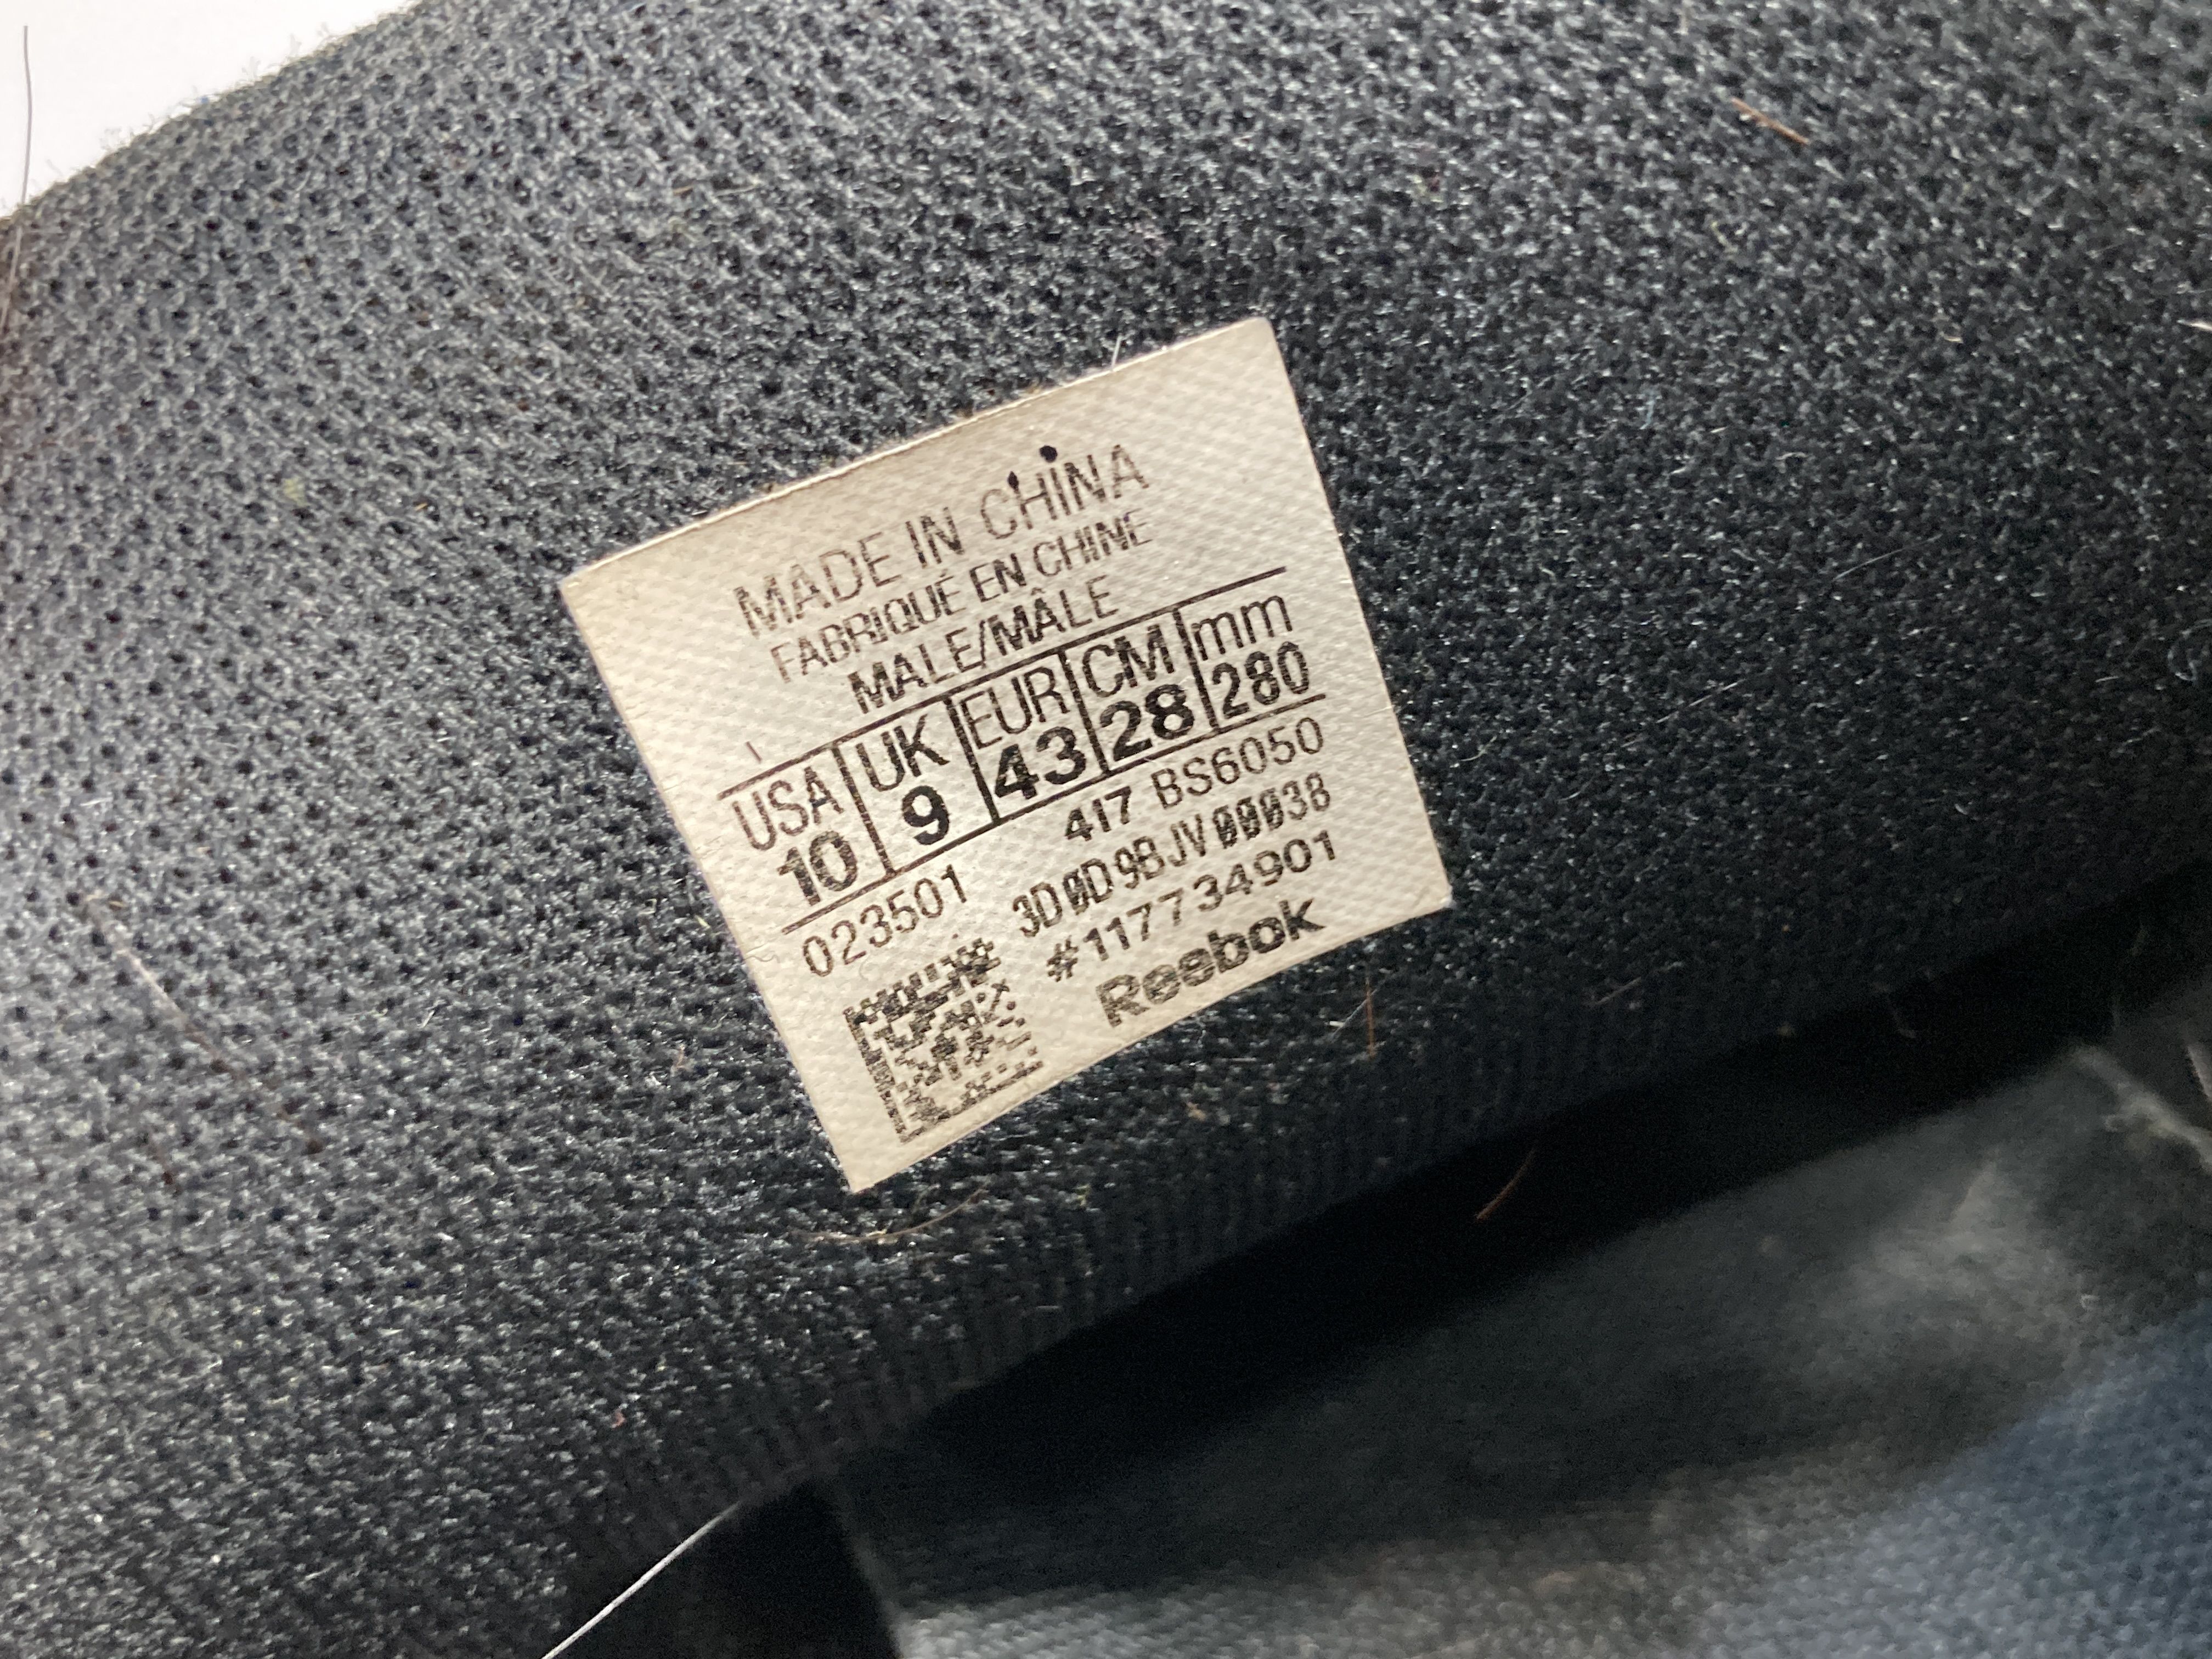 MADE IN CHINA
FABRIQUÉ EN CHINE
MALE/MÂLE
USA UK EUR CM mm
10 9 43 28 280
023501 417 BS6050
3D0D9BJV00038
#117734901
Reebok